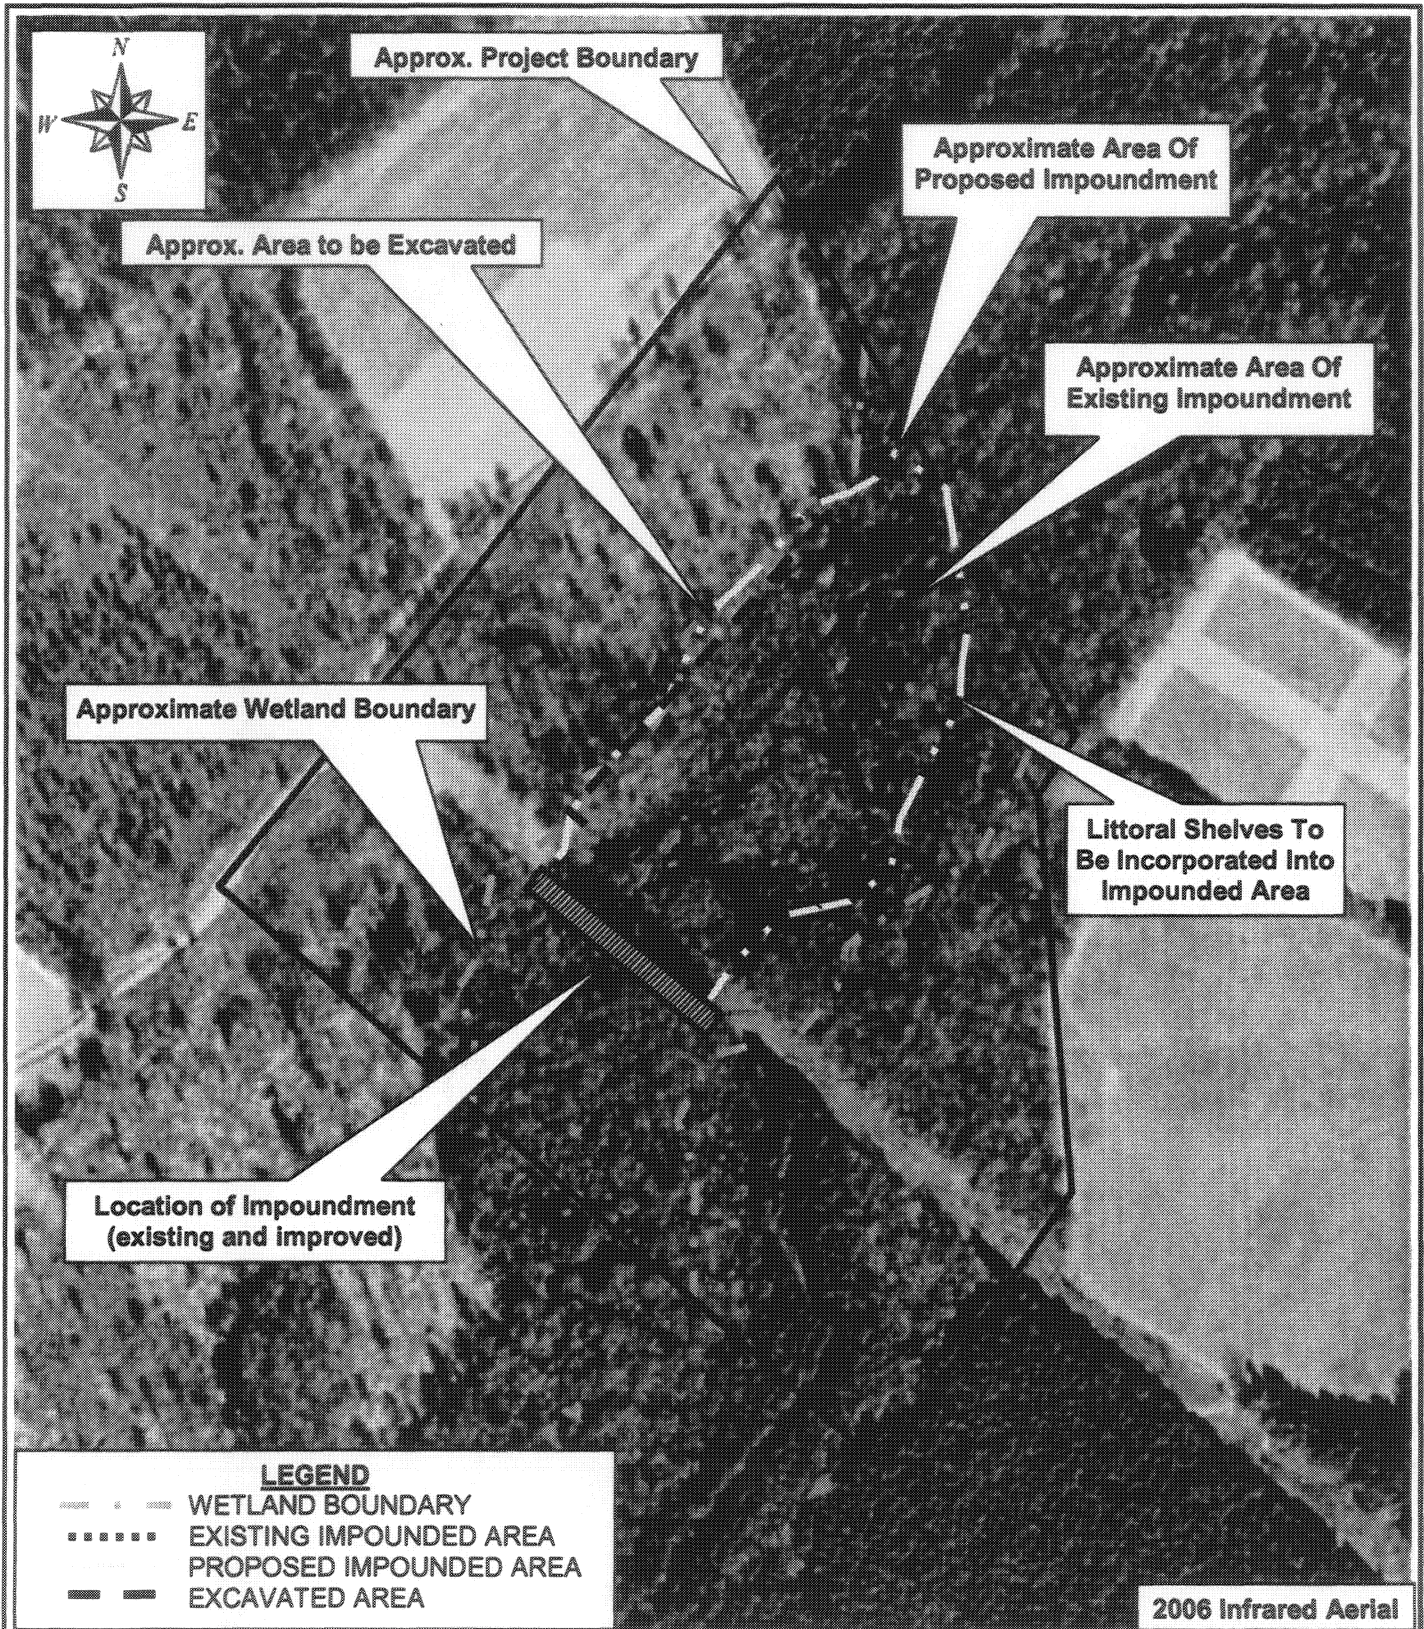 N
W E
S
Approx. Project Boundary
Approximate Area Of
Proposed Impoundment
Approx. Area to be Excavated
Approximate Area Of
Existing Impoundment
Approximate Wetland Boundary
Littoral Shelves To
Be Incorporated Into
Impounded Area
Location of Impoundment
(existing and improved)
LEGEND
WETLAND BOUNDARY
EXISTING IMPOUNDED AREA
PROPOSED IMPOUNDED AREA
EXCAVATED AREA
2006 Infrared Aerial